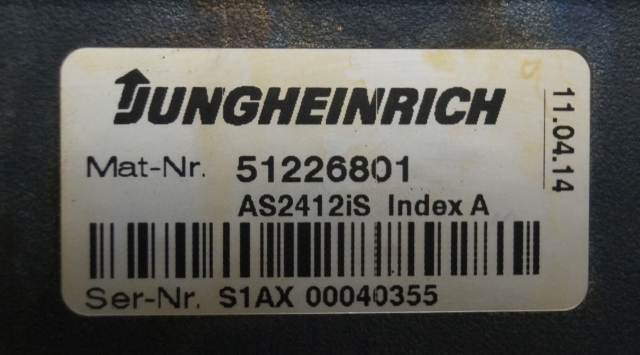 JUNGHEINRICH
Mat-Nr. 51226801
AS2412iS Index A
Ser-Nr. S1AX 00040355
11.04.14